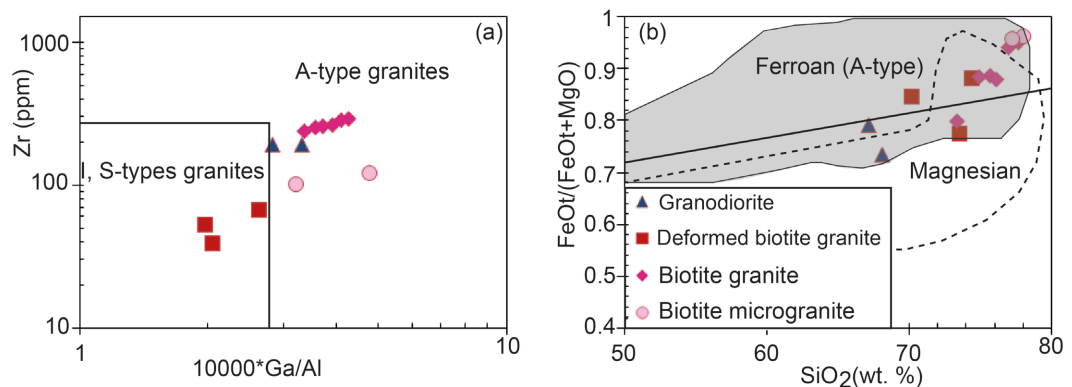 (a)
1000
A-type granites
Zr (ppm)
I, S-types granites
100
10
1
10000*Ga/Al
10
(b)
1
Ferroan (A-type)
0.9
0.8
FeOt/(FeOt+MgO)
0.7
Magnesian
0.6
Granodiorite
Deformed biotite granite
0.5
Biotite granite
Biotite microgranite
0.4
50
60
70
80
SiO2(wt. %)